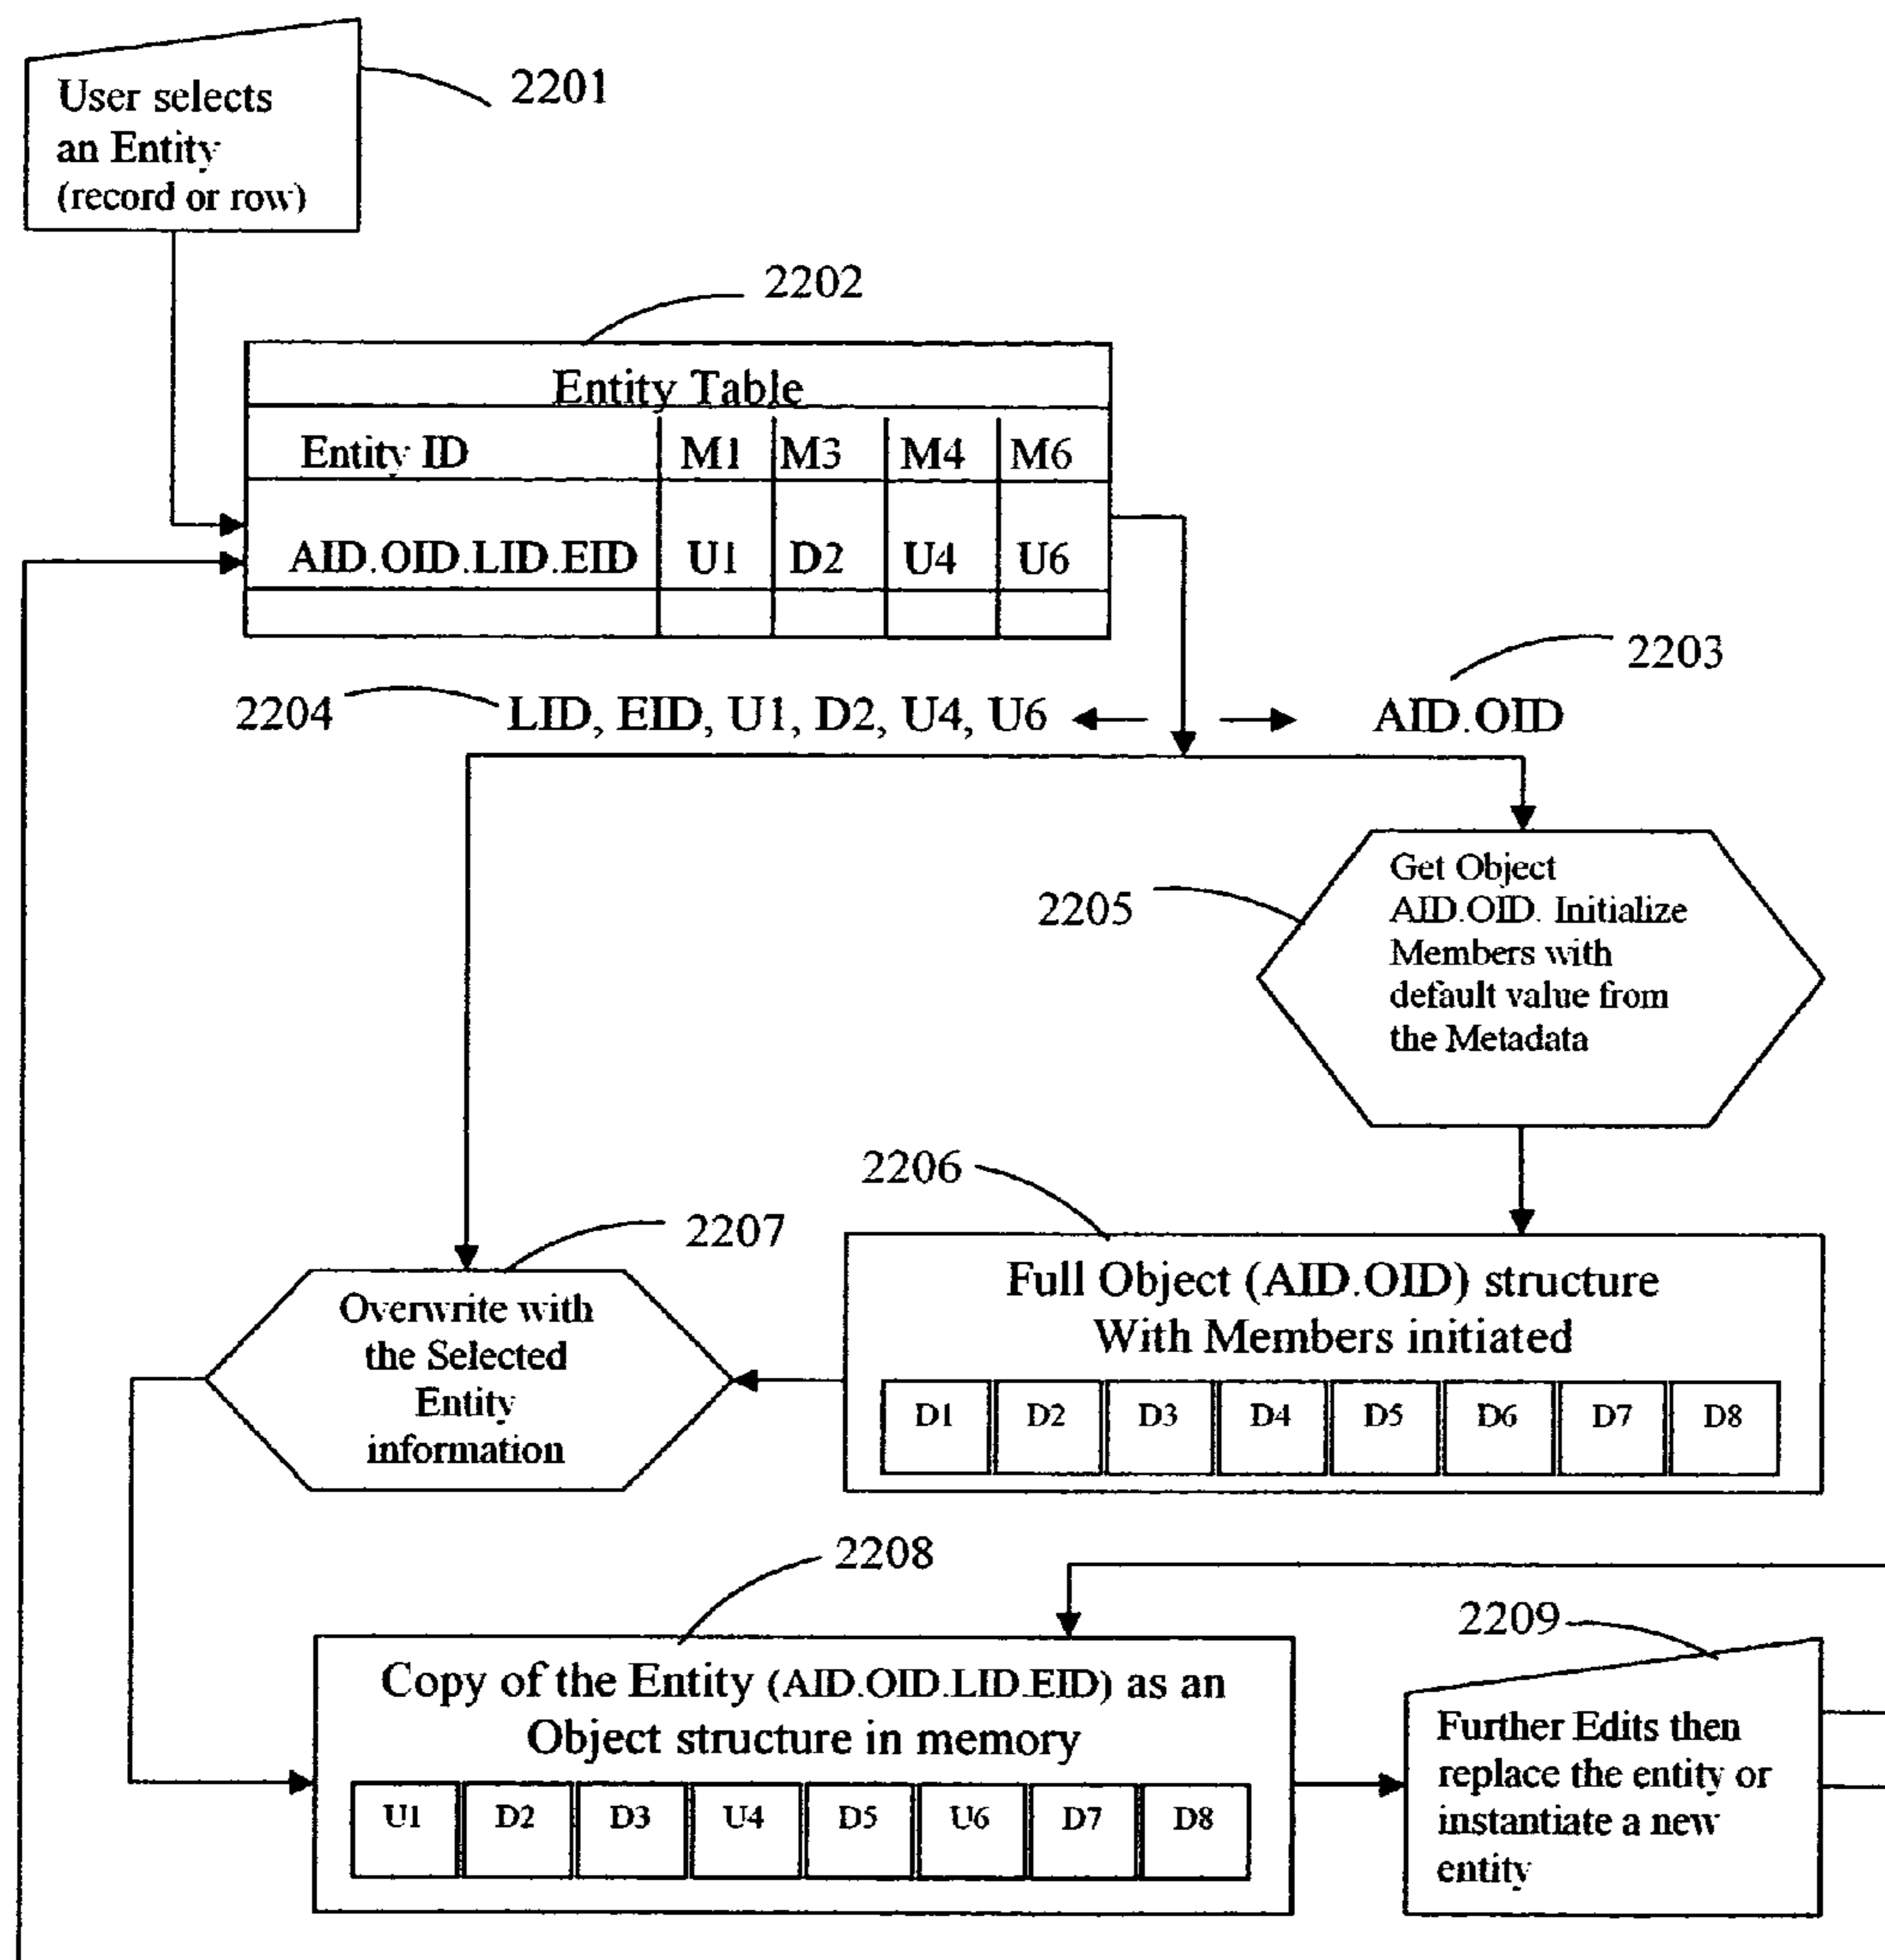 2201
User selects
an Entity
(record or row)
2202
Entity Table
Entity ID M1 M3 M4 M6
AID.OID.LID.EID U1 D2 U4 U6
2203
2204 LID, EID, U1, D2, U4, U6 AID.OID
2205
Get Object
AID.OID. Initialize
Members with
default value from
the Metadata
2206
2207
Full Object (AID.OID) structure
With Members initiated
D1 D2 D3 D4 D5 D6 D7 D8
Overwrite with
the Selected
Entity
information
2208
2209
Copy of the Entity (AID.OID.LID.EID) as an
Object structure in memory
U1 D2 D3 U4 D5 U6 D7 D8
Further Edits then
replace the entity or
instantiate a new
entity